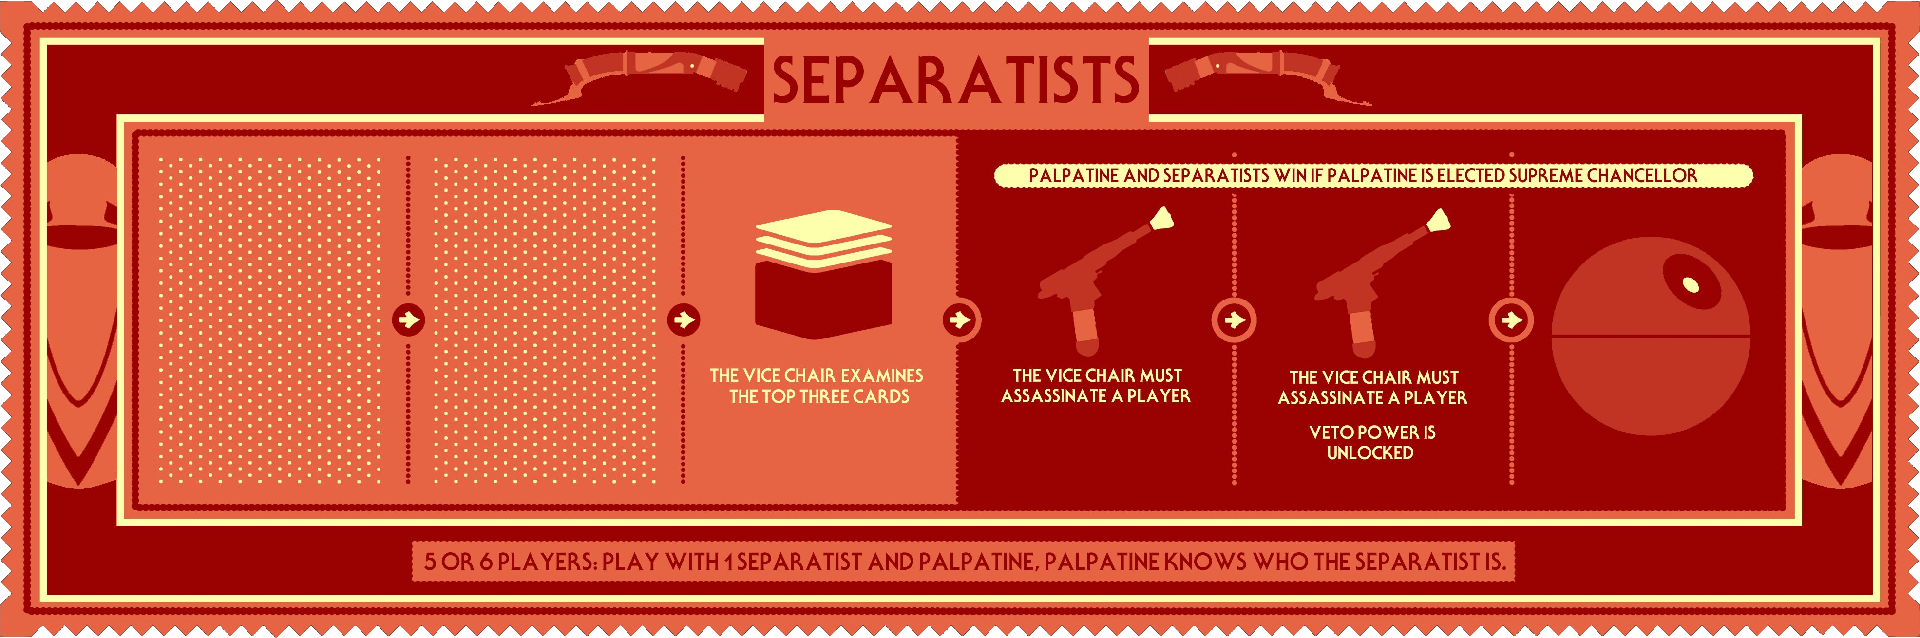 SEPARATISTS
PALPATINE AND SEPARATISTS WIN IF PALPATINE IS ELECTED SUPREME CHANCELLOR
THE VICE CHAIR EXAMINES
THE TOP THREE CARDS
THE VICE CHAIR MUST
ASSASSINATE A PLAYER
THE VICE CHAIR MUST
ASSASSINATE A PLAYER
VETO POWER IS
UNLOCKED
5 OR 6 PLAYERS: PLAY WITH 1 SEPARATIST AND PALPATINE, PALPATINE KNOWS WHO THE SEPARATIST IS.